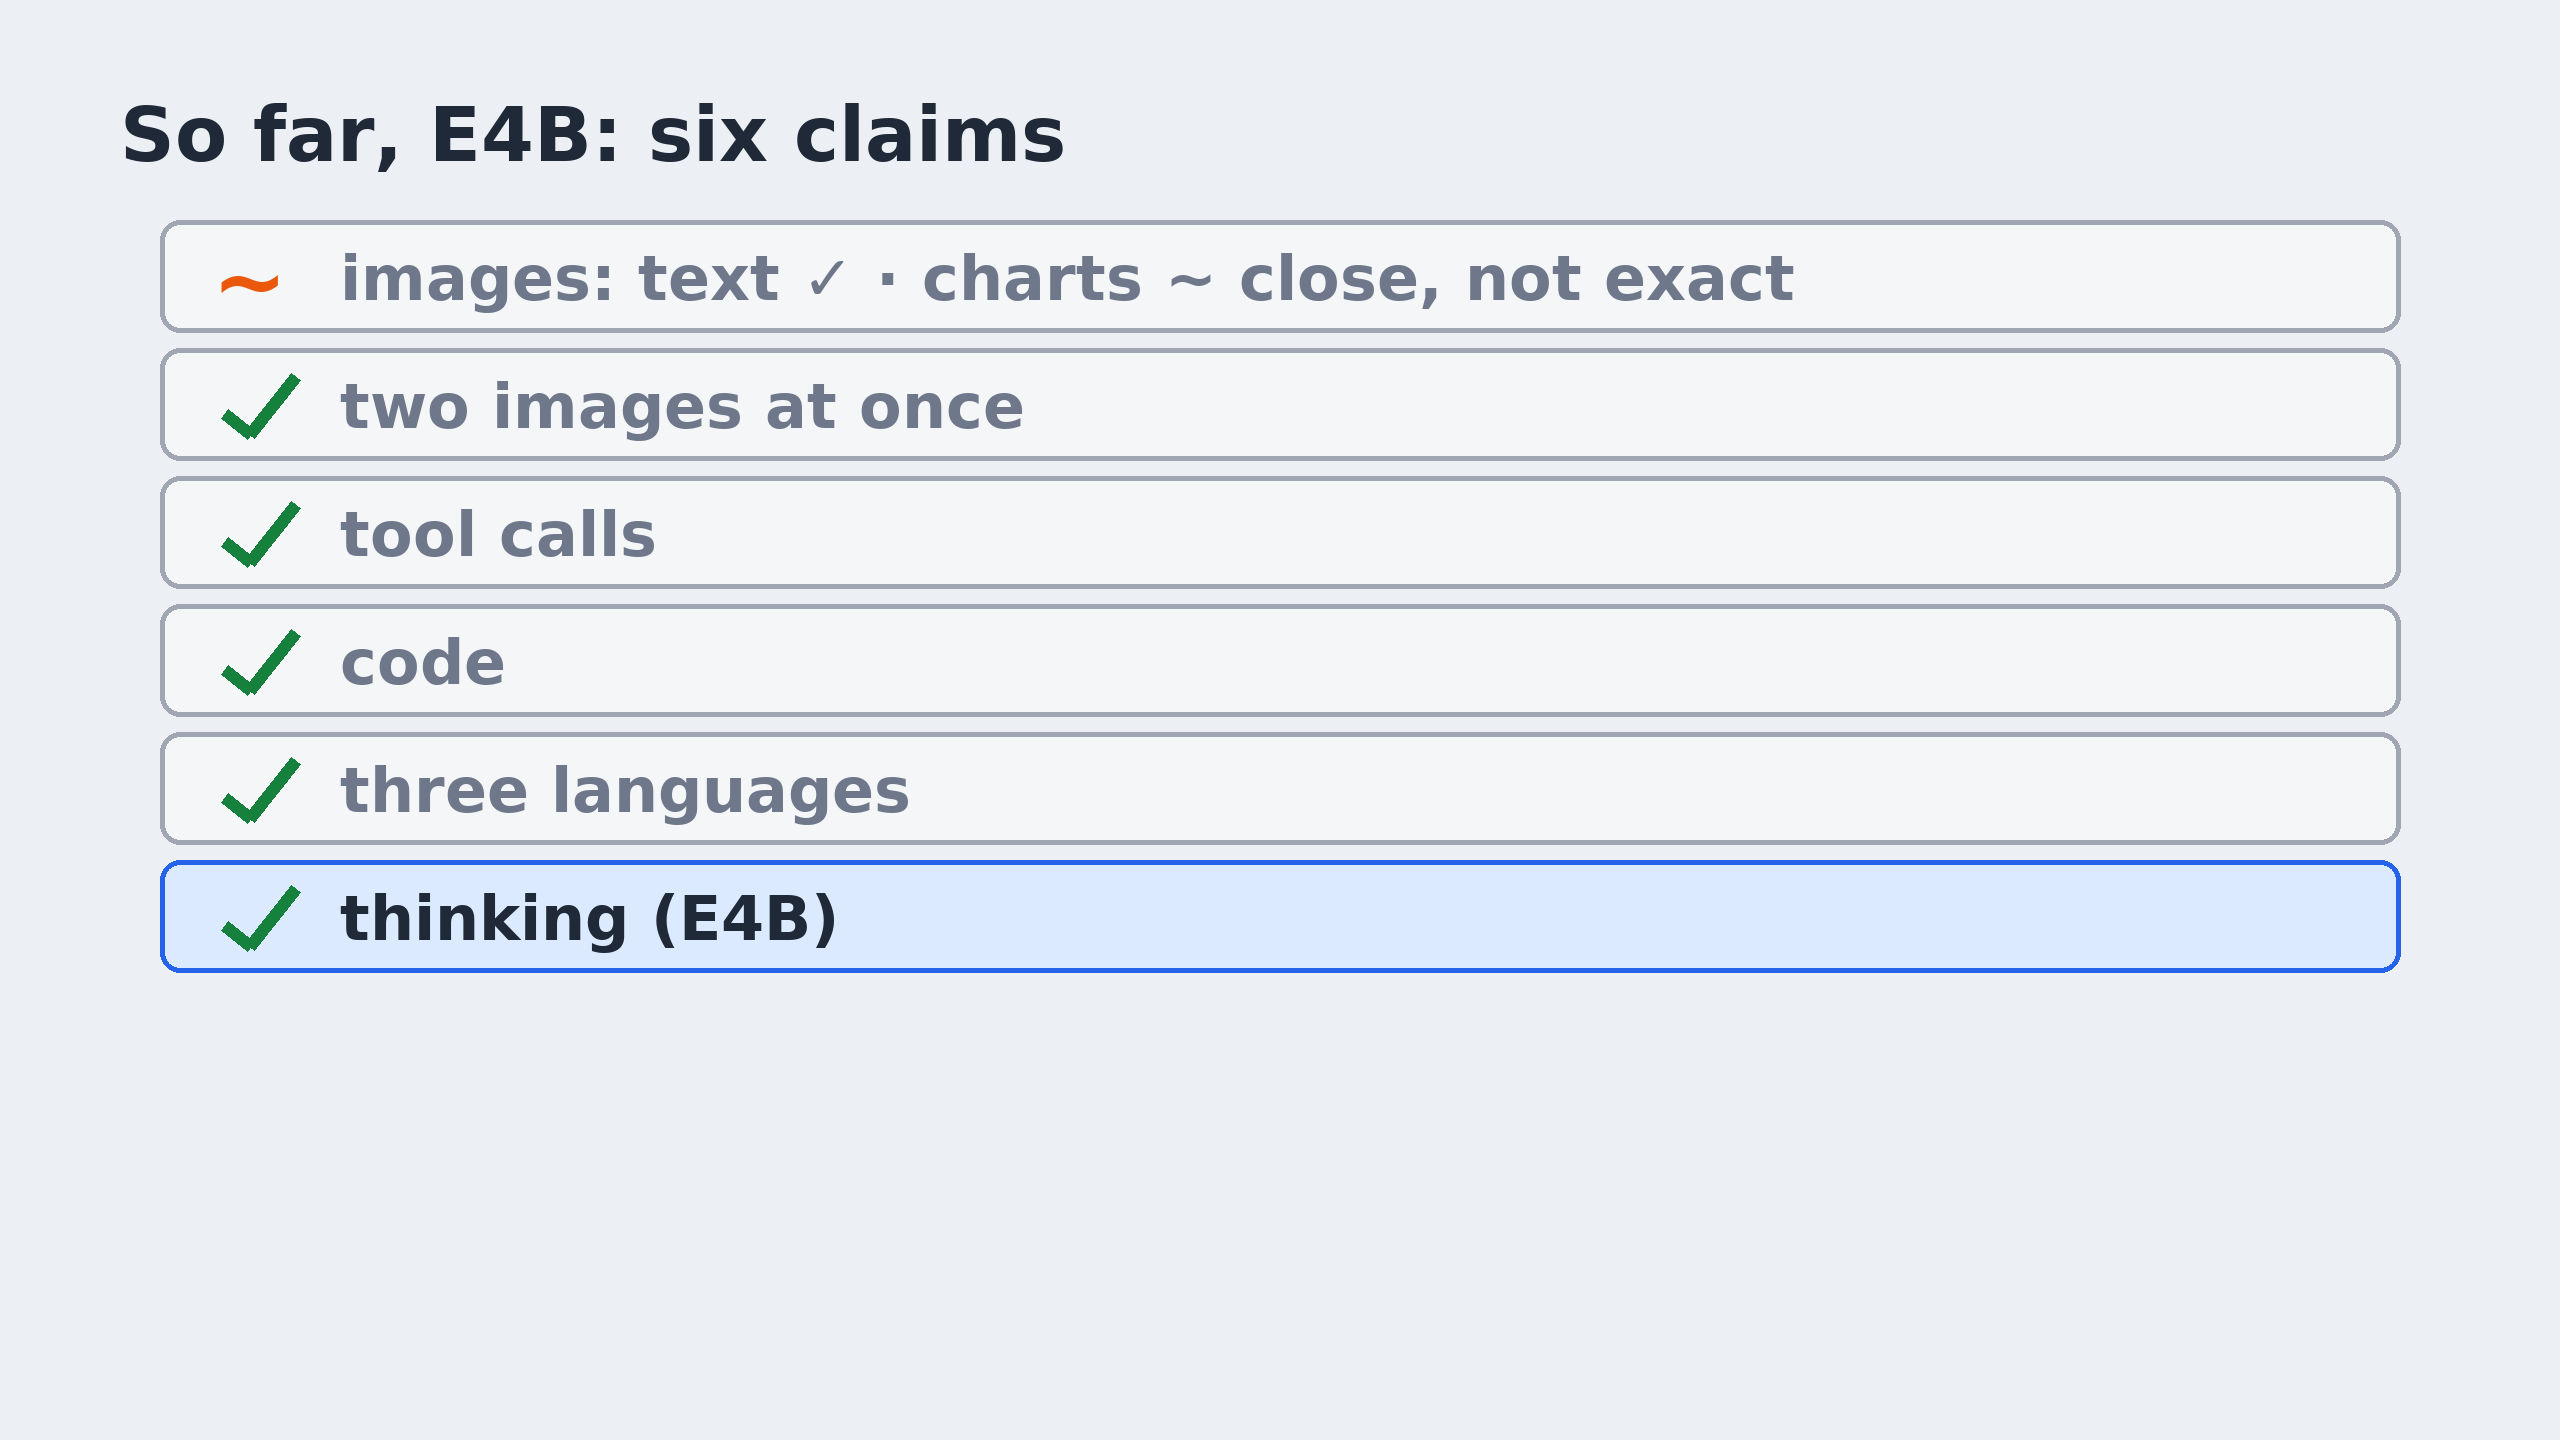 So far, E4B: six claims
~ images: text ✓ · charts ~ close, not exact
✓ two images at once
✓ tool calls
✓ code
✓ three languages
✓ thinking (E4B)